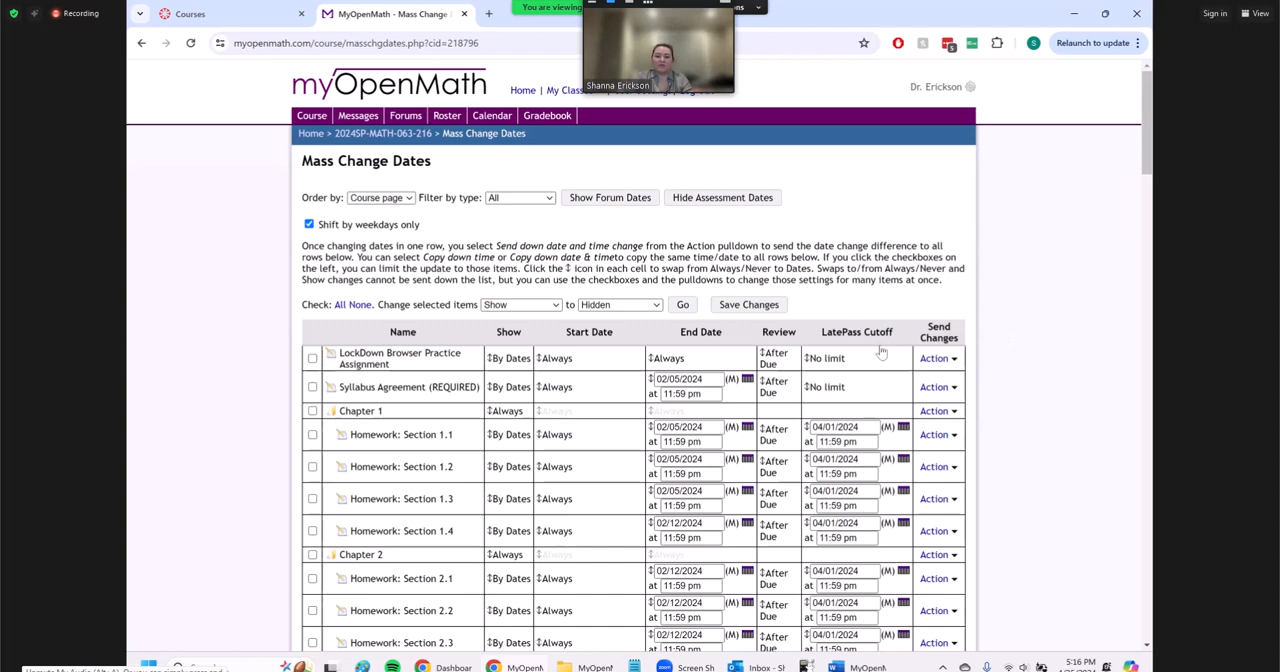 Recording
Courses
MyOpenMath - Mass Change
You are viewing
ons
Sign in
View
myopenmath.com/course/masschgdates.php?cid=218796
Relaunch to update
Shanna Erickson
myOpenMath
Home | My Class
Dr. Erickson
Course Messages Forums Roster Calendar Gradebook
Home > 2024SP-MATH-063-216 > Mass Change Dates
Mass Change Dates
Order by: Course page Filter by type: All Show Forum Dates Hide Assessment Dates
Shift by weekdays only
Once changing dates in one row, you select Send down date and time change from the Action pulldown to send the date change difference to all
rows below. You can select Copy down time or Copy down date & timeto copy the same time/date to all rows below. If you click the checkboxes on
the left, you can limit the update to those items. Click the ↕ icon in each cell to swap from Always/Never to Dates. Swaps to/from Always/Never and
Show changes cannot be sent down the list, but you can use the checkboxes and the pulldowns to change those settings for many items at once.
Check: All None. Change selected items Show to Hidden Go Save Changes
Name Show Start Date End Date Review LatePass Cutoff Send Changes
LockDown Browser Practice Assignment ↕By Dates ↕Always ↕Always ↕After Due ↕No limit Action
Syllabus Agreement (REQUIRED) ↕By Dates ↕Always ↕ 02/05/2024 (M) at 11:59 pm ↕After Due ↕No limit Action
Chapter 1 ↕Always ↕Always ↕Always Action
Homework: Section 1.1 ↕By Dates ↕Always ↕ 02/05/2024 (M) at 11:59 pm ↕After Due ↕ 04/01/2024 (M) at 11:59 pm Action
Homework: Section 1.2 ↕By Dates ↕Always ↕ 02/05/2024 (M) at 11:59 pm ↕After Due ↕ 04/01/2024 (M) at 11:59 pm Action
Homework: Section 1.3 ↕By Dates ↕Always ↕ 02/05/2024 (M) at 11:59 pm ↕After Due ↕ 04/01/2024 (M) at 11:59 pm Action
Homework: Section 1.4 ↕By Dates ↕Always ↕ 02/12/2024 (M) at 11:59 pm ↕After Due ↕ 04/01/2024 (M) at 11:59 pm Action
Chapter 2 ↕Always ↕Always ↕Always Action
Homework: Section 2.1 ↕By Dates ↕Always ↕ 02/12/2024 (M) at 11:59 pm ↕After Due ↕ 04/01/2024 (M) at 11:59 pm Action
Homework: Section 2.2 ↕By Dates ↕Always ↕ 02/12/2024 (M) at 11:59 pm ↕After Due ↕ 04/01/2024 (M) at 11:59 pm Action
Homework: Section 2.3 ↕By Dates ↕Always ↕ 02/12/2024 (M) ↕After Due ↕ 04/01/2024 (M) Action
Dashboar MyOpenM MyOpenM Screen Sh Inbox - S MyOpenM 5:16 PM